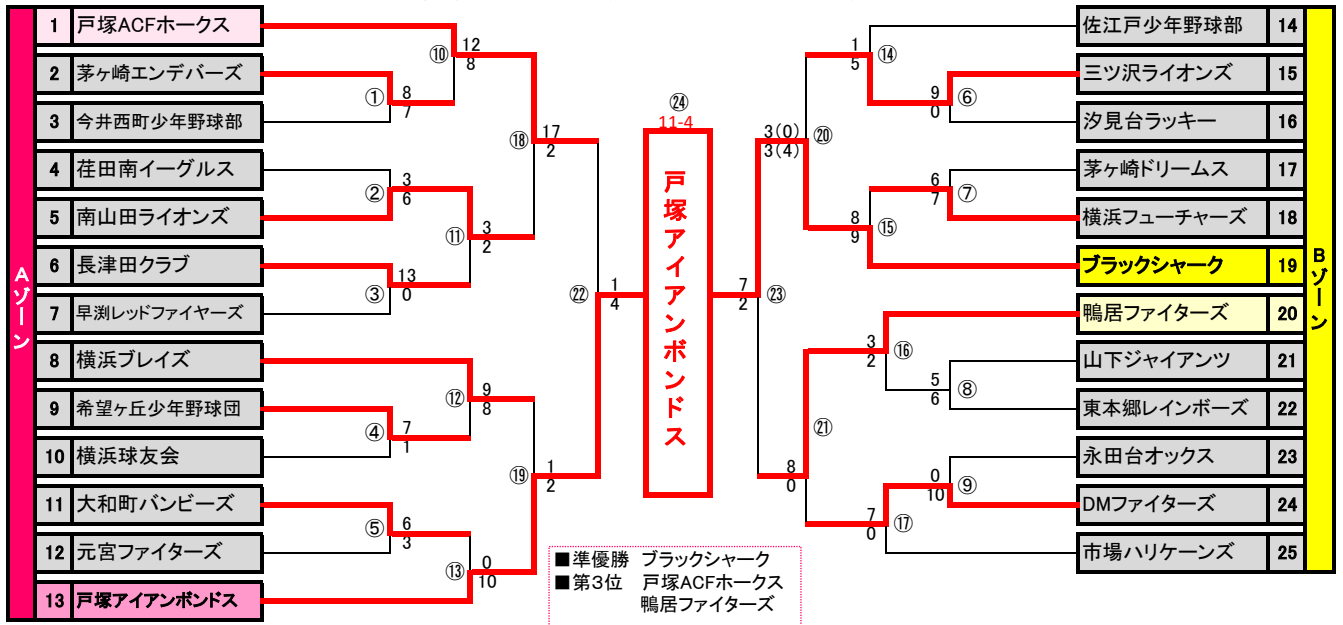 Aゾーン
1 戸塚ACFホークス
2 茅ヶ崎エンデバーズ
3 今井西町少年野球部
4 荏田南イーグルス
5 南山田ライオンズ
6 長津田クラブ
7 早渕レッドファイヤーズ
8 横浜ブレイズ
9 希望ヶ丘少年野球団
10 横浜球友会
11 大和町バンビーズ
12 元宮ファイターズ
13 戸塚アイアンボンドス
① 8
7
② 3
6
③ 13
0
④ 7
1
⑤ 6
3
⑩ 12
8
⑪ 3
2
⑫ 9
8
⑬ 0
10
⑱ 17
2
⑲ 1
2
㉒ 1
4
㉔
11-4
戸塚アイアンボンドス
7 ㉓
2
3(0) ⑳
3(4)
8 ㉑
0
1 ⑭
5
8 ⑮
9
3 ⑯
2
7 ⑰
0
9 ⑥
0
6 ⑦
7
5 ⑧
6
0 ⑨
10
佐江戸少年野球部 14
三ツ沢ライオンズ 15
汐見台ラッキー 16
茅ヶ崎ドリームス 17
横浜フューチャーズ 18
ブラックシャーク 19
鴨居ファイターズ 20
山下ジャイアンツ 21
東本郷レインボーズ 22
永田台オックス 23
DMファイターズ 24
市場ハリケーンズ 25
Bゾーン
■準優勝 ブラックシャーク
■第3位 戸塚ACFホークス
鴨居ファイターズ